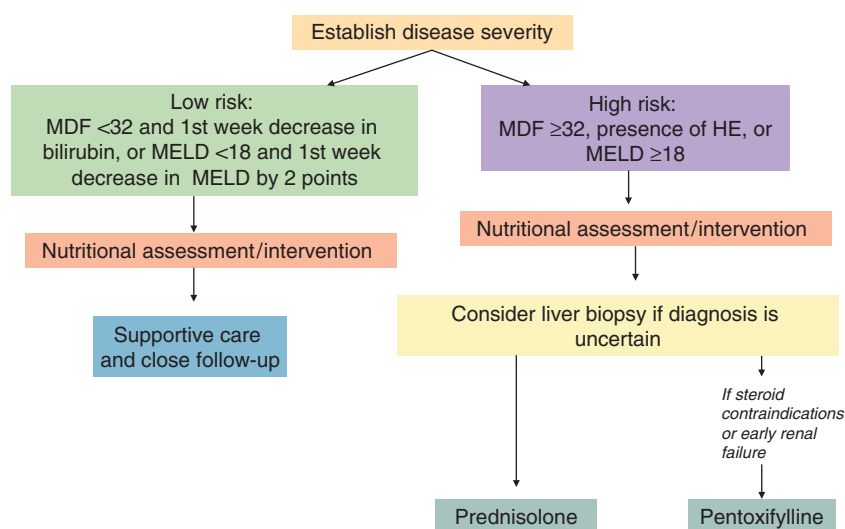 Establish disease severity
Low risk:
MDF <32 and 1st week decrease in
bilirubin, or MELD <18 and 1st week
decrease in MELD by 2 points
High risk:
MDF ≥32, presence of HE, or
MELD ≥18
Nutritional assessment/intervention
Nutritional assessment/intervention
Supportive care
and close follow-up
Consider liver biopsy if diagnosis is
uncertain
If steroid
contraindications
or early renal
failure
Prednisolone
Pentoxifylline